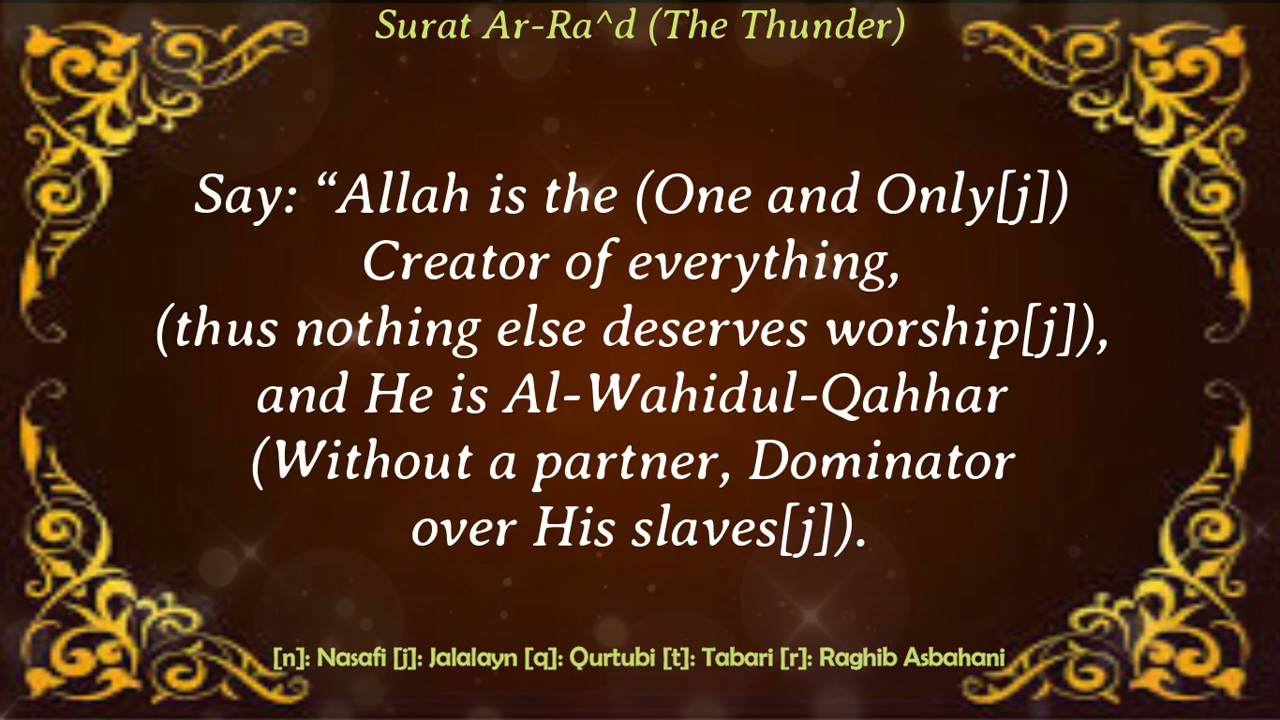 Surat Ar-Ra^d (The Thunder)
Say: “Allah is the (One and Only[j])
Creator of everything,
(thus nothing else deserves worship[j]),
and He is Al-Wahidul-Qahhar
(Without a partner, Dominator
over His slaves[j]).
[n]: Nasafi [j]: Jalalayn [q]: Qurtubi [t]: Tabari [r]: Raghib Asbahani